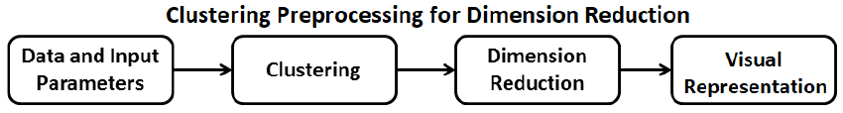 Clustering Preprocessing for Dimension Reduction
Data and Input
Parameters
Clustering
Dimension
Reduction
Visual
Representation